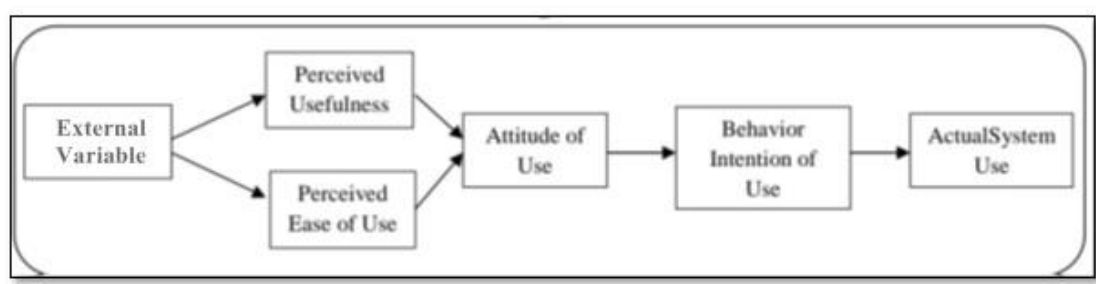 External
Variable
Perceived
Usefulness
Perceived
Ease of Use
Attitude of
Use
Behavior
Intention of
Use
ActualSystem
Use